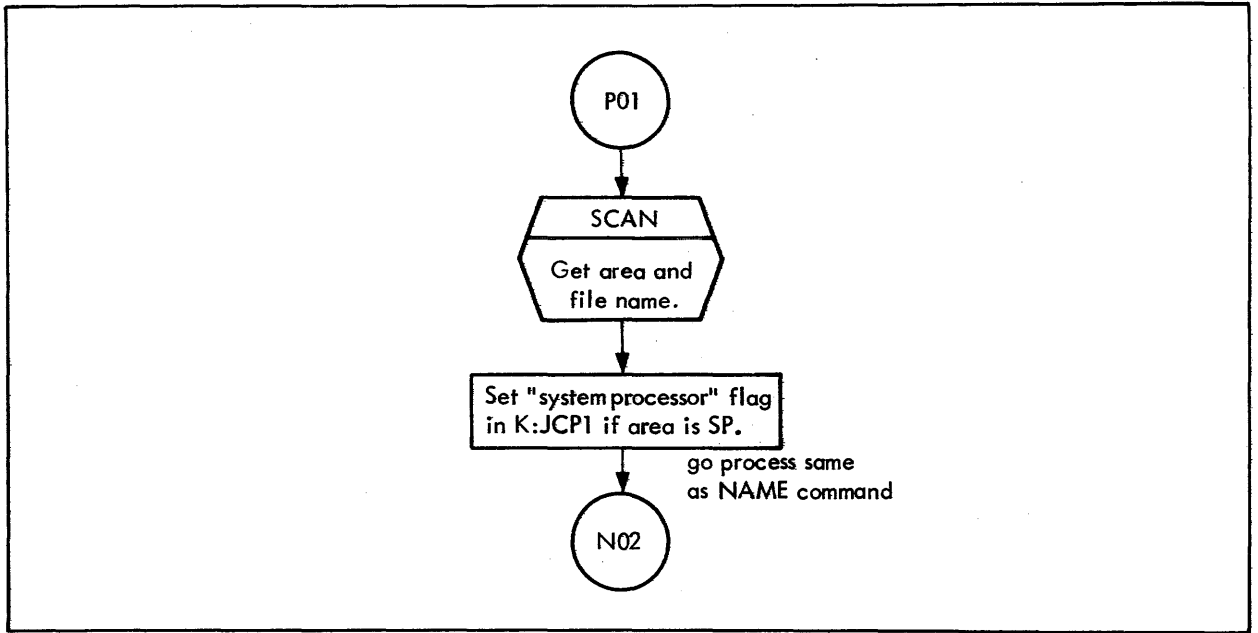 P01
SCAN
Get area and
file name.
Set "system processor" flag
in K:JCP1 if area is SP.
go process same
as NAME command
N02